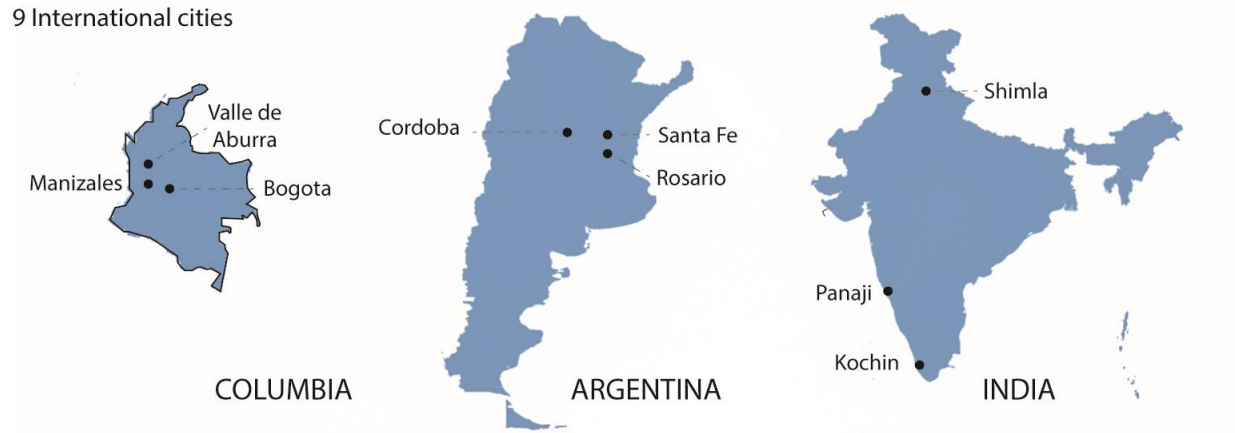 9 International cities
Valle de
Aburra
Manizales
Bogota
COLUMBIA
Cordoba
Santa Fe
Rosario
ARGENTINA
Shimla
Panaji
Kochin
INDIA